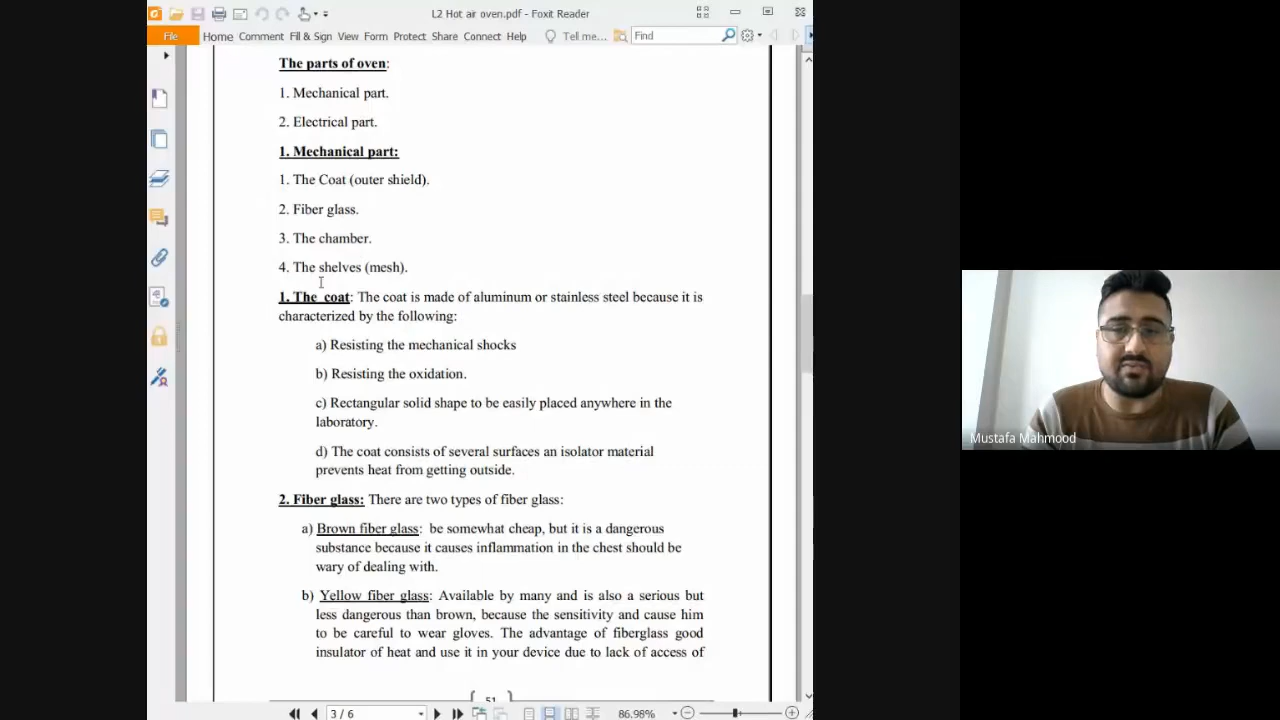 L2 Hot air oven.pdf - Foxit Reader
File Home Comment Fill & Sign View Form Protect Share Connect Help Tell me... Find
The parts of oven:
1. Mechanical part.
2. Electrical part.
1. Mechanical part:
1. The Coat (outer shield).
2. Fiber glass.
3. The chamber.
4. The shelves (mesh).
1. The coat: The coat is made of aluminum or stainless steel because it is
characterized by the following:
a) Resisting the mechanical shocks
b) Resisting the oxidation.
c) Rectangular solid shape to be easily placed anywhere in the
laboratory.
d) The coat consists of several surfaces an isolator material
prevents heat from getting outside.
2. Fiber glass: There are two types of fiber glass:
a) Brown fiber glass: be somewhat cheap, but it is a dangerous
substance because it causes inflammation in the chest should be
wary of dealing with.
b) Yellow fiber glass: Available by many and is also a serious but
less dangerous than brown, because the sensitivity and cause him
to be careful to wear gloves. The advantage of fiberglass good
insulator of heat and use it in your device due to lack of access of
51
3 / 6
86.98%
Mustafa Mahmood